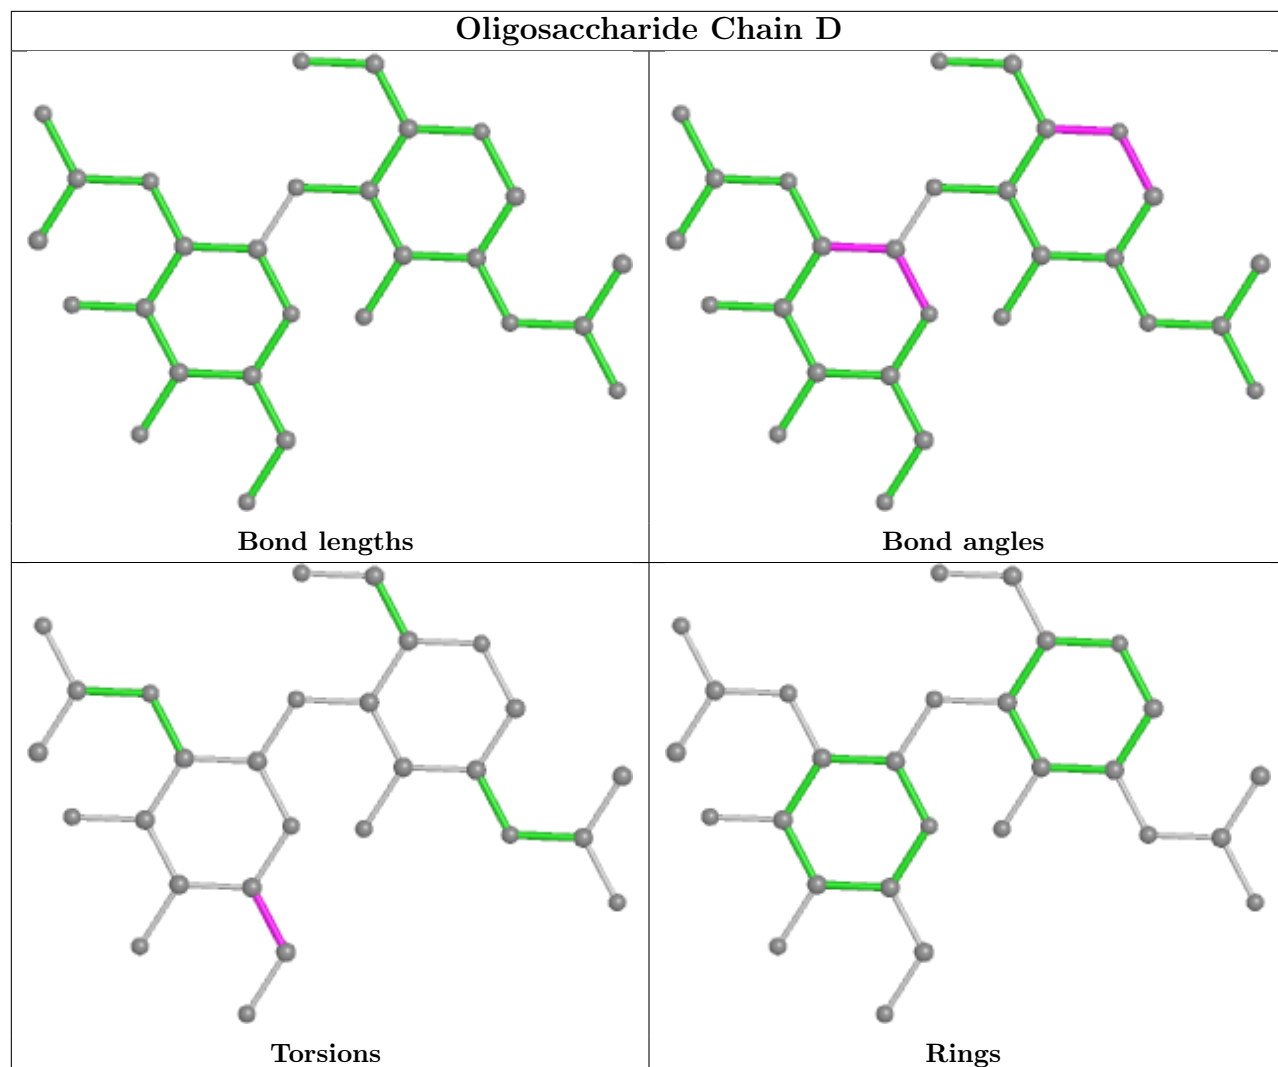 Oligosaccharide Chain D
Bond lengths
Bond angles
Torsions
Rings